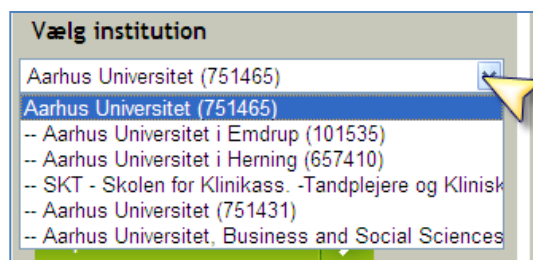 Vælg institution
Aarhus Universitet (751465)
Aarhus Universitet (751465)
-- Aarhus Universitet i Emdrup (101535)
-- Aarhus Universitet i Herning (657410)
-- SKT - Skolen for Klinikass. -Tandplejere og Klinisk
-- Aarhus Universitet (751431)
-- Aarhus Universitet, Business and Social Sciences